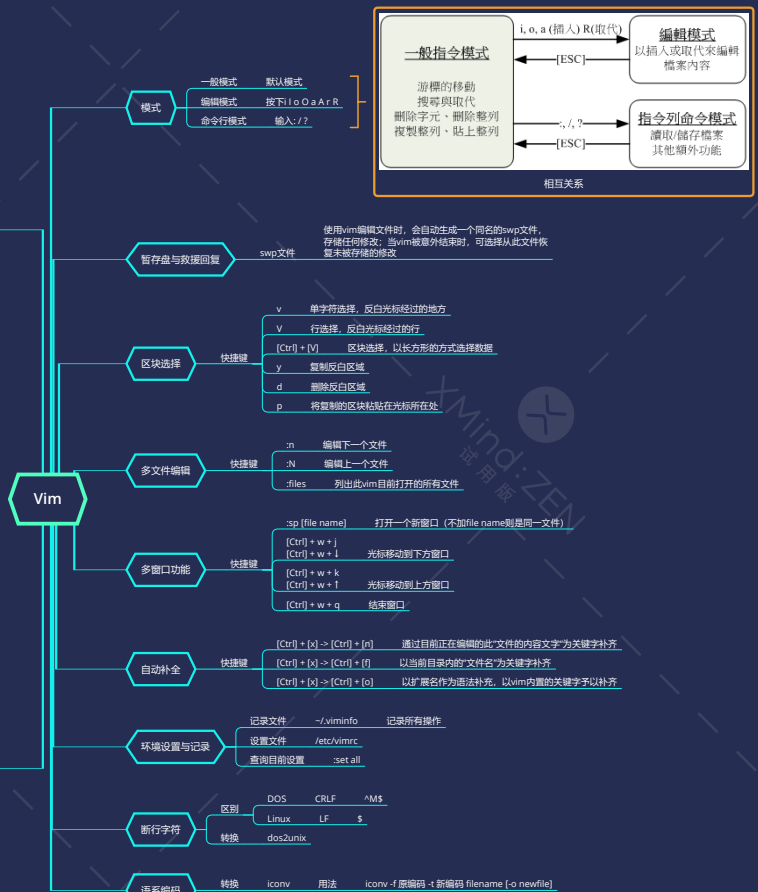 Vim
模式
一般模式 默认模式
编辑模式 按下i I o O a A r R
命令行模式 输入: / ?
一般指令模式
游標的移動
搜尋與取代
刪除字元、刪除整列
複製整列、貼上整列
i, o, a (插入) R(取代)
[ESC]
編輯模式
以插入或取代來編輯
檔案內容
:, /, ?
[ESC]
指令列命令模式
讀取/儲存檔案
其他額外功能
相互关系
暂存盘与救援回复
swp文件
使用vim编辑文件时，会自动生成一个同名的swp文件，
存储任何修改；当vim被意外结束时，可选择从此文件恢
复未被存储的修改
区块选择
快捷键
v 单字符选择，反白光标经过的地方
V 行选择，反白光标经过的行
[Ctrl] + [V] 区块选择，以长方形的方式选择数据
y 复制反白区域
d 删除反白区域
p 将复制的区块粘贴在光标所在处
多文件编辑
快捷键
:n 编辑下一个文件
:N 编辑上一个文件
:files 列出此vim目前打开的所有文件
多窗口功能
快捷键
:sp [file name] 打开一个新窗口（不加file name则是同一文件）
[Ctrl] + w + j
[Ctrl] + w + ↓ 光标移动到下方窗口
[Ctrl] + w + k
[Ctrl] + w + ↑ 光标移动到上方窗口
[Ctrl] + w + q 结束窗口
自动补全
快捷键
[Ctrl] + [x] -> [Ctrl] + [n] 通过目前正在编辑的此"文件的内容文字"为关键字补齐
[Ctrl] + [x] -> [Ctrl] + [f] 以当前目录内的"文件名"为关键字补齐
[Ctrl] + [x] -> [Ctrl] + [o] 以扩展名作为语法补充，以vim内置的关键字予以补齐
环境设置与记录
记录文件 ~/.viminfo 记录所有操作
设置文件 /etc/vimrc
查询目前设置 :set all
断行字符
区别
DOS CRLF ^M$
Linux LF $
转换 dos2unix
语系编码
转换 iconv 用法 iconv -f 原编码 -t 新编码 filename [-o newfile]
XMind:ZEN
试用版